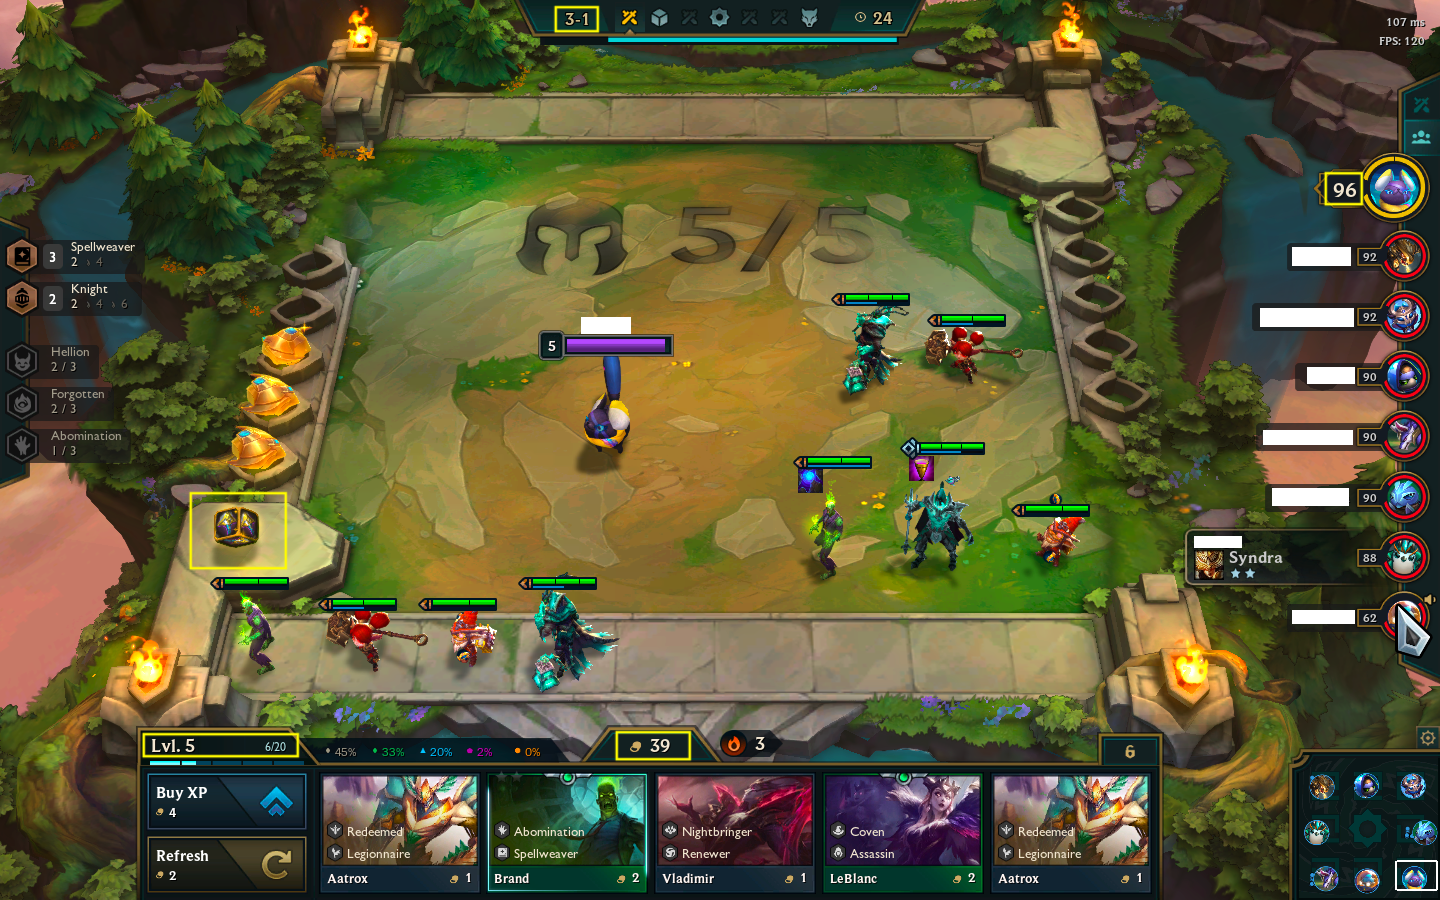 3-1
24
107 ms
FPS: 120
5/5
96
92
92
90
90
90
Syndra
88
62
3
Spellweaver
2 › 4
2
Knight
2 › 4 › 6
Hellion
2 / 3
Forgotten
2 / 3
Abomination
1 / 3
5
Lvl. 5
6/20
45%
33%
20%
2%
0%
39
3
6
Buy XP
4
Refresh
2
Redeemed
Legionnaire
Aatrox
1
Abomination
Spellweaver
Brand
2
Nightbringer
Renewer
Vladimir
1
Coven
Assassin
LeBlanc
2
Redeemed
Legionnaire
Aatrox
1